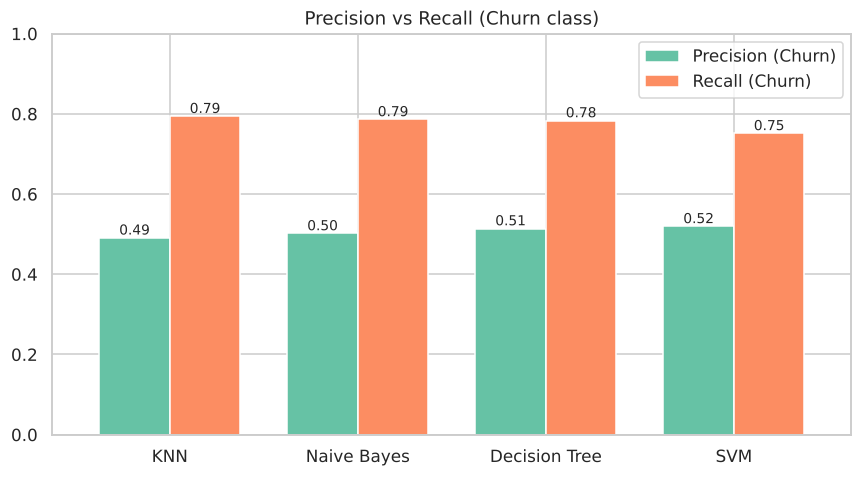 Precision vs Recall (Churn class)
1.0
0.8
0.6
0.4
0.2
0.0
Precision (Churn)
Recall (Churn)
0.49
0.79
0.50
0.79
0.51
0.78
0.52
0.75
KNN
Naive Bayes
Decision Tree
SVM